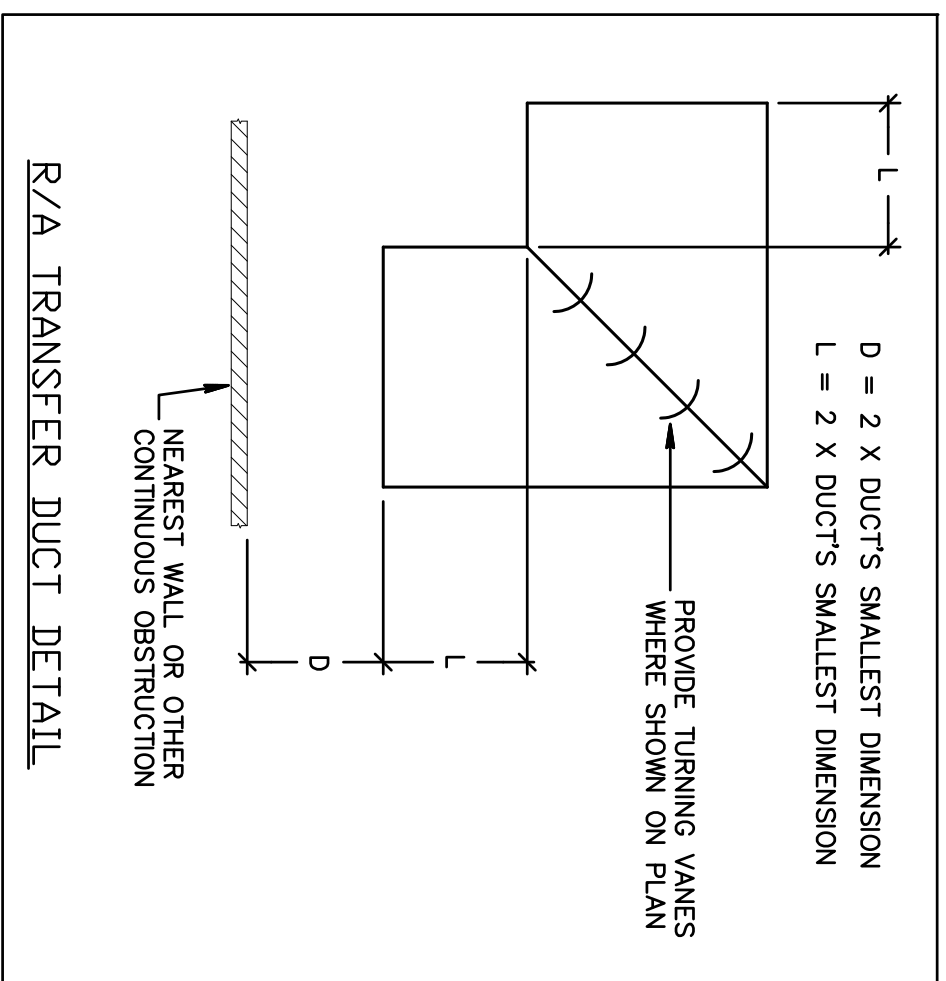 D = 2 X DUCT'S SMALLEST DIMENSION
L = 2 X DUCT'S SMALLEST DIMENSION
L
PROVIDE TURNING VANES
WHERE SHOWN ON PLAN
L
D
NEAREST WALL OR OTHER
CONTINUOUS OBSTRUCTION
R/A TRANSFER DUCT DETAIL